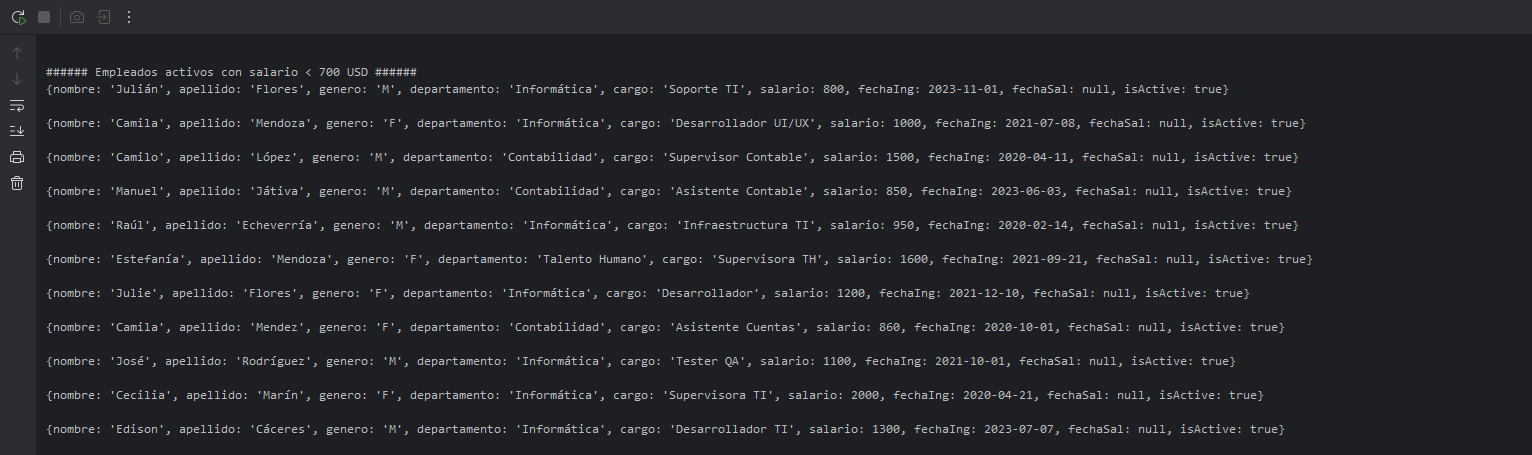 ###### Empleados activos con salario < 700 USD ######
{nombre: 'Julián', apellido: 'Flores', genero: 'M', departamento: 'Informática', cargo: 'Soporte TI', salario: 800, fechaIng: 2023-11-01, fechaSal: null, isActive: true}
{nombre: 'Camila', apellido: 'Mendoza', genero: 'F', departamento: 'Informática', cargo: 'Desarrollador UI/UX', salario: 1000, fechaIng: 2021-07-08, fechaSal: null, isActive: true}
{nombre: 'Camilo', apellido: 'López', genero: 'M', departamento: 'Contabilidad', cargo: 'Supervisor Contable', salario: 1500, fechaIng: 2020-04-11, fechaSal: null, isActive: true}
{nombre: 'Manuel', apellido: 'Játiva', genero: 'M', departamento: 'Contabilidad', cargo: 'Asistente Contable', salario: 850, fechaIng: 2023-06-03, fechaSal: null, isActive: true}
{nombre: 'Raúl', apellido: 'Echeverría', genero: 'M', departamento: 'Informática', cargo: 'Infraestructura TI', salario: 950, fechaIng: 2020-02-14, fechaSal: null, isActive: true}
{nombre: 'Estefanía', apellido: 'Mendoza', genero: 'F', departamento: 'Talento Humano', cargo: 'Supervisora TH', salario: 1600, fechaIng: 2021-09-21, fechaSal: null, isActive: true}
{nombre: 'Julie', apellido: 'Flores', genero: 'F', departamento: 'Informática', cargo: 'Desarrollador', salario: 1200, fechaIng: 2021-12-10, fechaSal: null, isActive: true}
{nombre: 'Camila', apellido: 'Mendez', genero: 'F', departamento: 'Contabilidad', cargo: 'Asistente Cuentas', salario: 860, fechaIng: 2020-10-01, fechaSal: null, isActive: true}
{nombre: 'José', apellido: 'Rodríguez', genero: 'M', departamento: 'Informática', cargo: 'Tester QA', salario: 1100, fechaIng: 2021-10-01, fechaSal: null, isActive: true}
{nombre: 'Cecilia', apellido: 'Marín', genero: 'F', departamento: 'Informática', cargo: 'Supervisora TI', salario: 2000, fechaIng: 2020-04-21, fechaSal: null, isActive: true}
{nombre: 'Edison', apellido: 'Cáceres', genero: 'M', departamento: 'Informática', cargo: 'Desarrollador TI', salario: 1300, fechaIng: 2023-07-07, fechaSal: null, isActive: true}